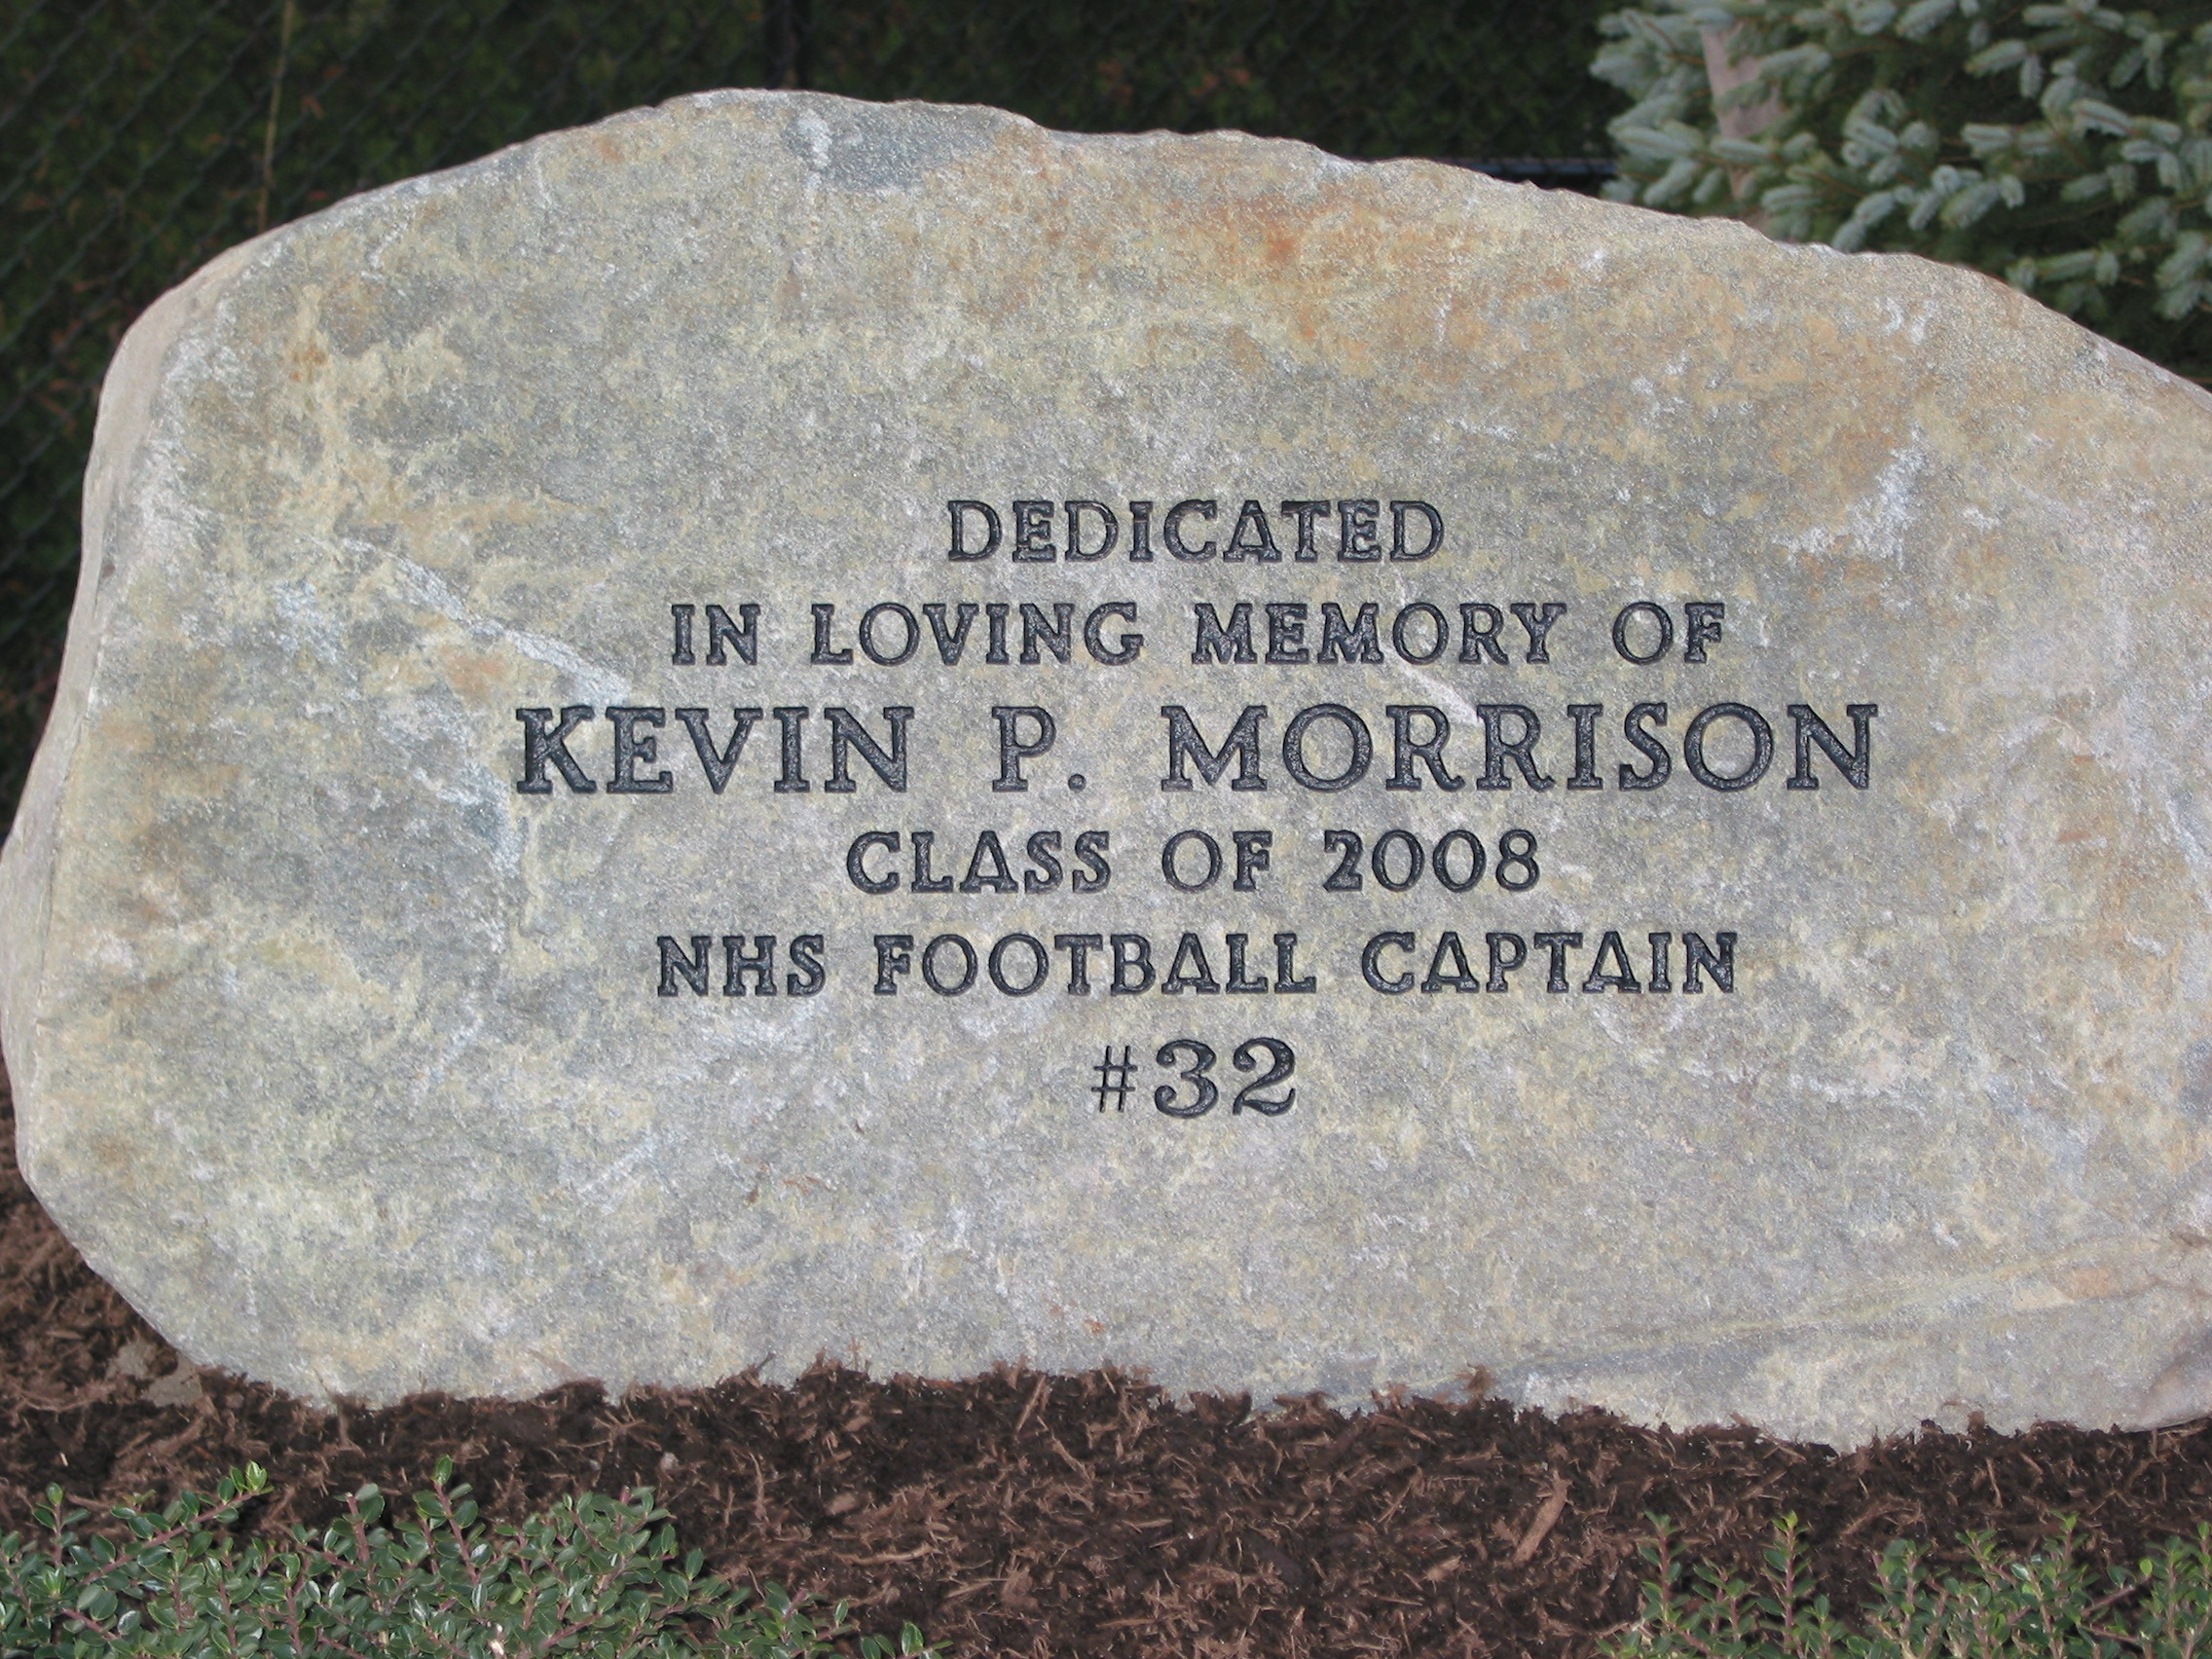 DEDICATED
IN LOVING MEMORY OF
KEVIN P. MORRISON
CLASS OF 2008
NHS FOOTBALL CAPTAIN
#32